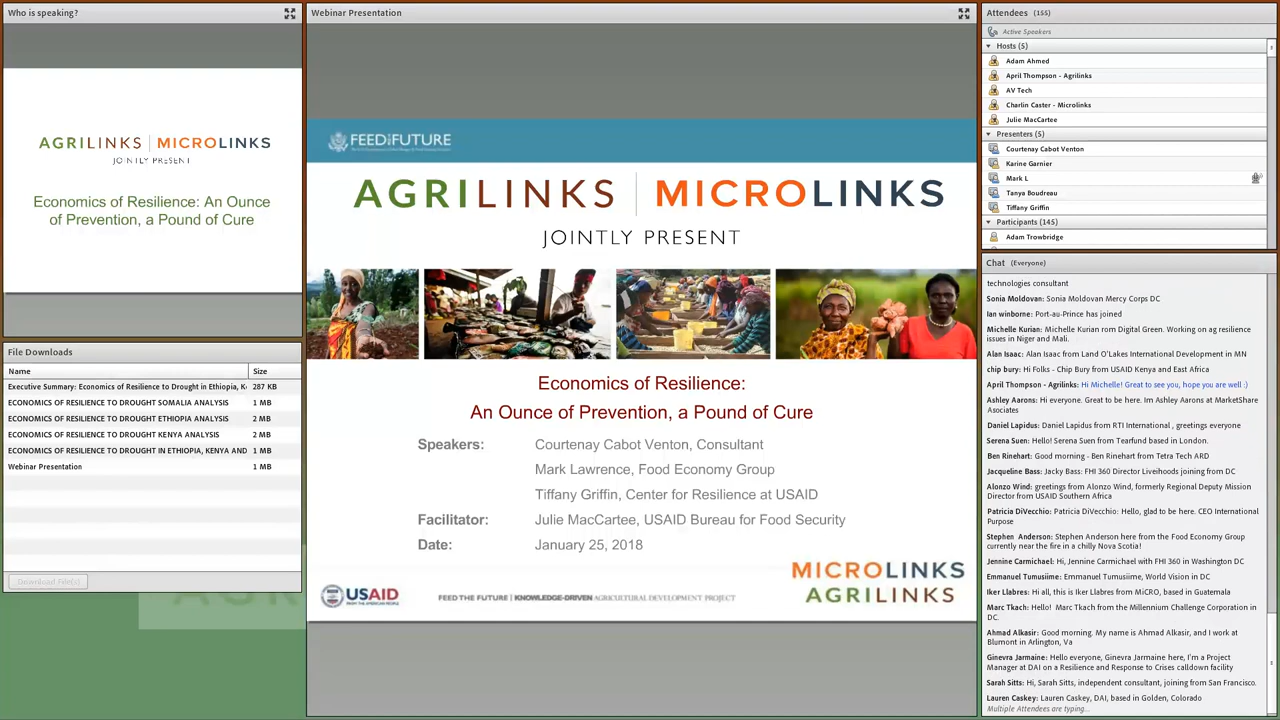 Who is speaking?
AGRILINKS | MICROLINKS
JOINTLY PRESENT
Economics of Resilience: An Ounce
of Prevention, a Pound of Cure
File Downloads
Name Size
Executive Summary: Economics of Resilience to Drought in Ethiopia, Ke 287 KB
ECONOMICS OF RESILIENCE TO DROUGHT SOMALIA ANALYSIS 1 MB
ECONOMICS OF RESILIENCE TO DROUGHT ETHIOPIA ANALYSIS 2 MB
ECONOMICS OF RESILIENCE TO DROUGHT KENYA ANALYSIS 2 MB
ECONOMICS OF RESILIENCE TO DROUGHT IN ETHIOPIA, KENYA AND 1 MB
Webinar Presentation 1 MB
Download File(s)
Webinar Presentation
FEED THE FUTURE
AGRILINKS | MICROLINKS
JOINTLY PRESENT
Economics of Resilience:
An Ounce of Prevention, a Pound of Cure
Speakers: Courtenay Cabot Venton, Consultant
Mark Lawrence, Food Economy Group
Tiffany Griffin, Center for Resilience at USAID
Facilitator: Julie MacCartee, USAID Bureau for Food Security
Date: January 25, 2018
MICROLINKS
AGRILINKS
USAID
FROM THE AMERICAN PEOPLE
FEED THE FUTURE | KNOWLEDGE-DRIVEN AGRICULTURAL DEVELOPMENT PROJECT
Attendees (155)
Active Speakers
Hosts (5)
Adam Ahmed
April Thompson - Agrilinks
AV Tech
Charlin Caster - Microlinks
Julie MacCartee
Presenters (5)
Courtenay Cabot Venton
Karine Garnier
Mark L
Tanya Boudreau
Tiffany Griffin
Participants (145)
Adam Trowbridge
Chat (Everyone)
technologies consultant
Sonia Moldovan: Sonia Moldovan Mercy Corps DC
Ian winborne: Port-au-Prince has joined
Michelle Kurian: Michelle Kurian rom Digital Green. Working on ag resilience
issues in Niger and Mali.
Alan Isaac: Alan Isaac from Land O'Lakes International Development in MN
chip bury: Hi Folks - Chip Bury from USAID Kenya and East Africa
April Thompson - Agrilinks: Hi Michelle! Great to see you, hope you are well :)
Ashley Aarons: Hi everyone. Great to be here. Im Ashley Aarons at MarketShare
Asociates
Daniel Lapidus: Daniel Lapidus from RTI International , greetings everyone
Serena Suen: Hello! Serena Suen from Tearfund based in London.
Ben Rinehart: Good morning - Ben Rinehart from Tetra Tech ARD
Jacqueline Bass: Jacky Bass: FHI 360 Director Liveihoods joining from DC
Alonzo Wind: greetings from Alonzo Wind, formerly Regional Deputy Mission
Director from USAID Southern Africa
Patricia DiVecchio: Patricia DiVecchio: Hello, glad to be here. CEO International
Purpose
Stephen Anderson: Stephen Anderson here from the Food Economy Group
currently near the fire in a chilly Nova Scotia!
Jennine Carmichael: Hi, Jennine Carmichael with FHI 360 in Washington DC
Emmanuel Tumusiime: Emmanuel Tumusiime, World Vision in DC
Iker Llabres: Hi all, this is Iker Llabres from MiCRO, based in Guatemala
Marc Tkach: Hello! Marc Tkach from the Millennium Challenge Corporation in
DC.
Ahmad Alkasir: Good morning. My name is Ahmad Alkasir, and I work at
Blumont in Arlington, Va
Ginevra Jarmaine: Hello everyone, Ginevra Jarmaine here, I'm a Project
Manager at DAI on a Resilience and Response to Crises calldown facility
Sarah Sitts: Hi, Sarah Sitts, independent consultant, joining from San Francisco.
Lauren Caskey: Lauren Caskey, DAI, based in Golden, Colorado
Multiple Attendees are typing...